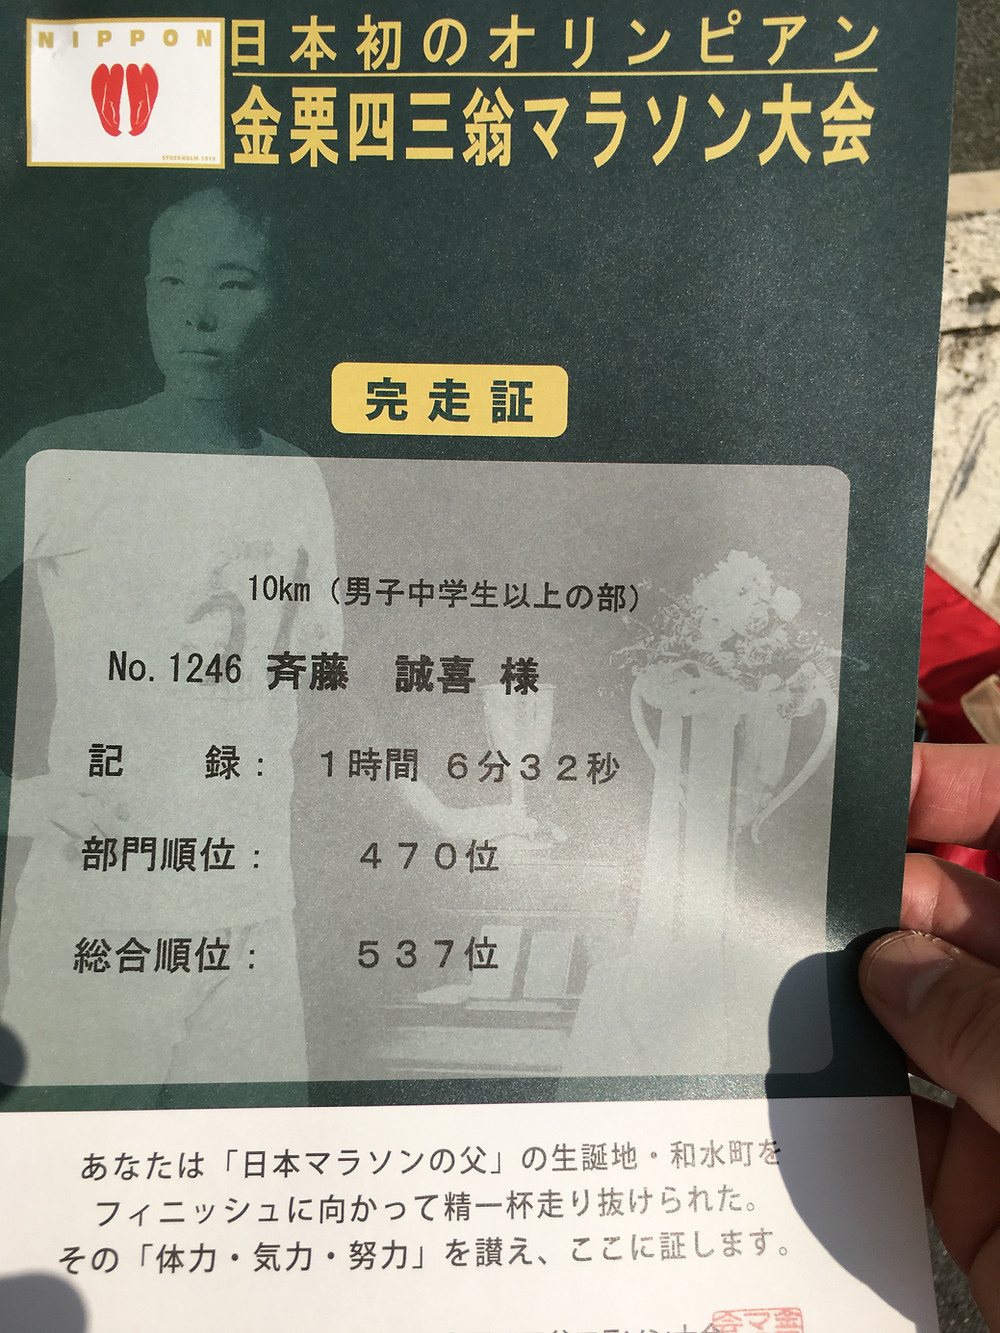 NIPPON
STOCKHOLM 1912
日本初のオリンピアン
金栗四三翁マラソン大会
完走証
10km（男子中学生以上の部）
No.1246 斉藤　誠喜 様
記　　録：　１時間 ６分３２秒
部門順位：　４７０位
総合順位：　５３７位
あなたは「日本マラソンの父」の生誕地・和水町を
フィニッシュに向かって精一杯走り抜けられた。
その「体力・気力・努力」を讃え、ここに証します。